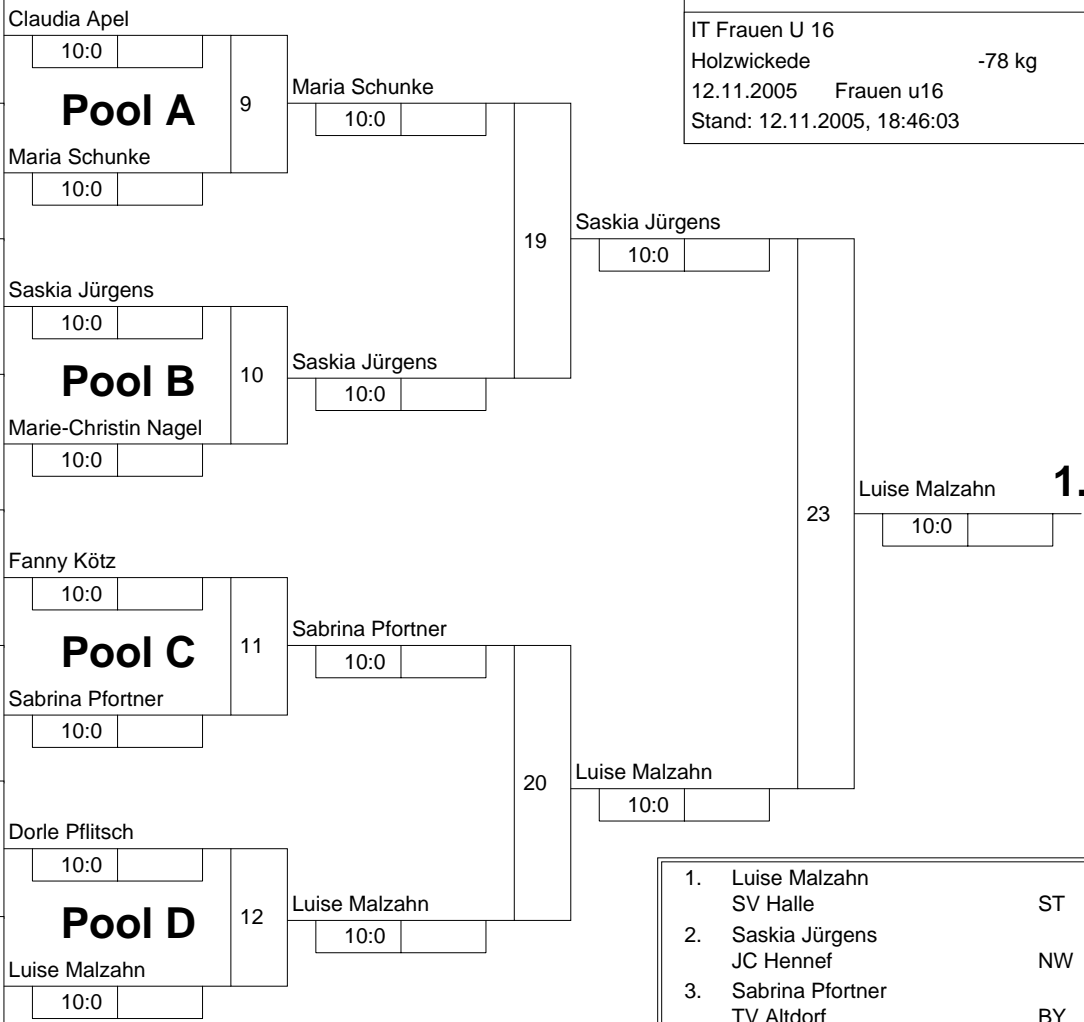 Claudia Apel
10:0
Pool A
9
Maria Schunke
10:0
Maria Schunke
10:0
Saskia Jürgens
10:0
Pool B
10
Saskia Jürgens
10:0
Marie-Christin Nagel
10:0
19
Saskia Jürgens
10:0
Fanny Kötz
10:0
Pool C
11
Sabrina Pfortner
10:0
Sabrina Pfortner
10:0
Dorle Pflitsch
10:0
Pool D
12
Luise Malzahn
10:0
Luise Malzahn
10:0
20
Luise Malzahn
10:0
23
Luise Malzahn 1.
10:0
IT Frauen U 16
Holzwickede -78 kg
12.11.2005 Frauen u16
Stand: 12.11.2005, 18:46:03
1. Luise Malzahn
SV Halle ST
2. Saskia Jürgens
JC Hennef NW
3. Sabrina Pfortner
TV Altdorf BY